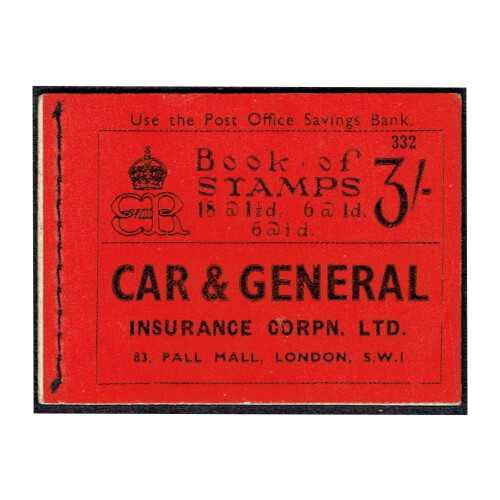 Use the Post Office Savings Bank.
332
Book of
STAMPS 3/-
18 @ 1½d. 6 @ 1d.
6 @ ½d.
EVIIIR
CAR & GENERAL
INSURANCE CORPN. LTD.
83, PALL MALL, LONDON, S.W.1